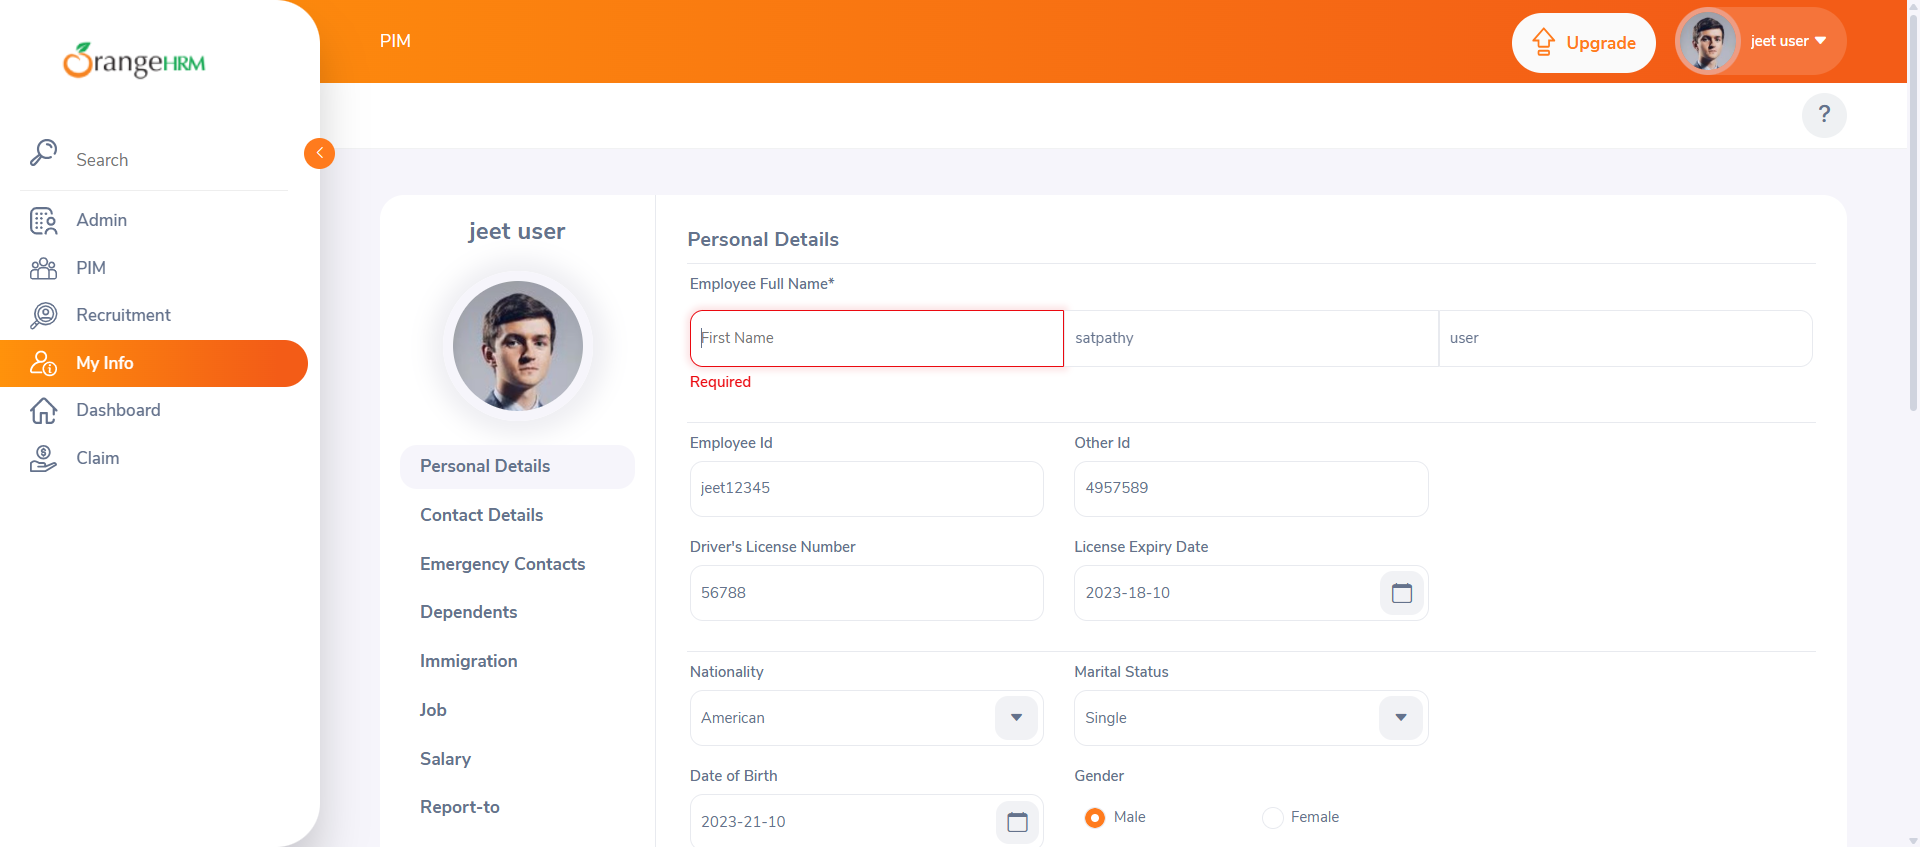 OrangeHRM
PIM
Upgrade
jeet user
?
Search
Admin
PIM
Recruitment
My Info
Dashboard
Claim
jeet user
Personal Details
Contact Details
Emergency Contacts
Dependents
Immigration
Job
Salary
Report-to
Personal Details
Employee Full Name*
First Name satpathy user
Required
Employee Id Other Id
jeet12345 4957589
Driver's License Number License Expiry Date
56788 2023-18-10
Nationality Marital Status
American Single
Date of Birth Gender
2023-21-10 Male Female